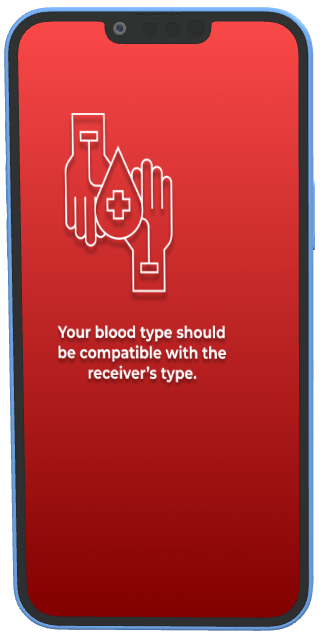 Your blood type should
be compatible with the
receiver's type.